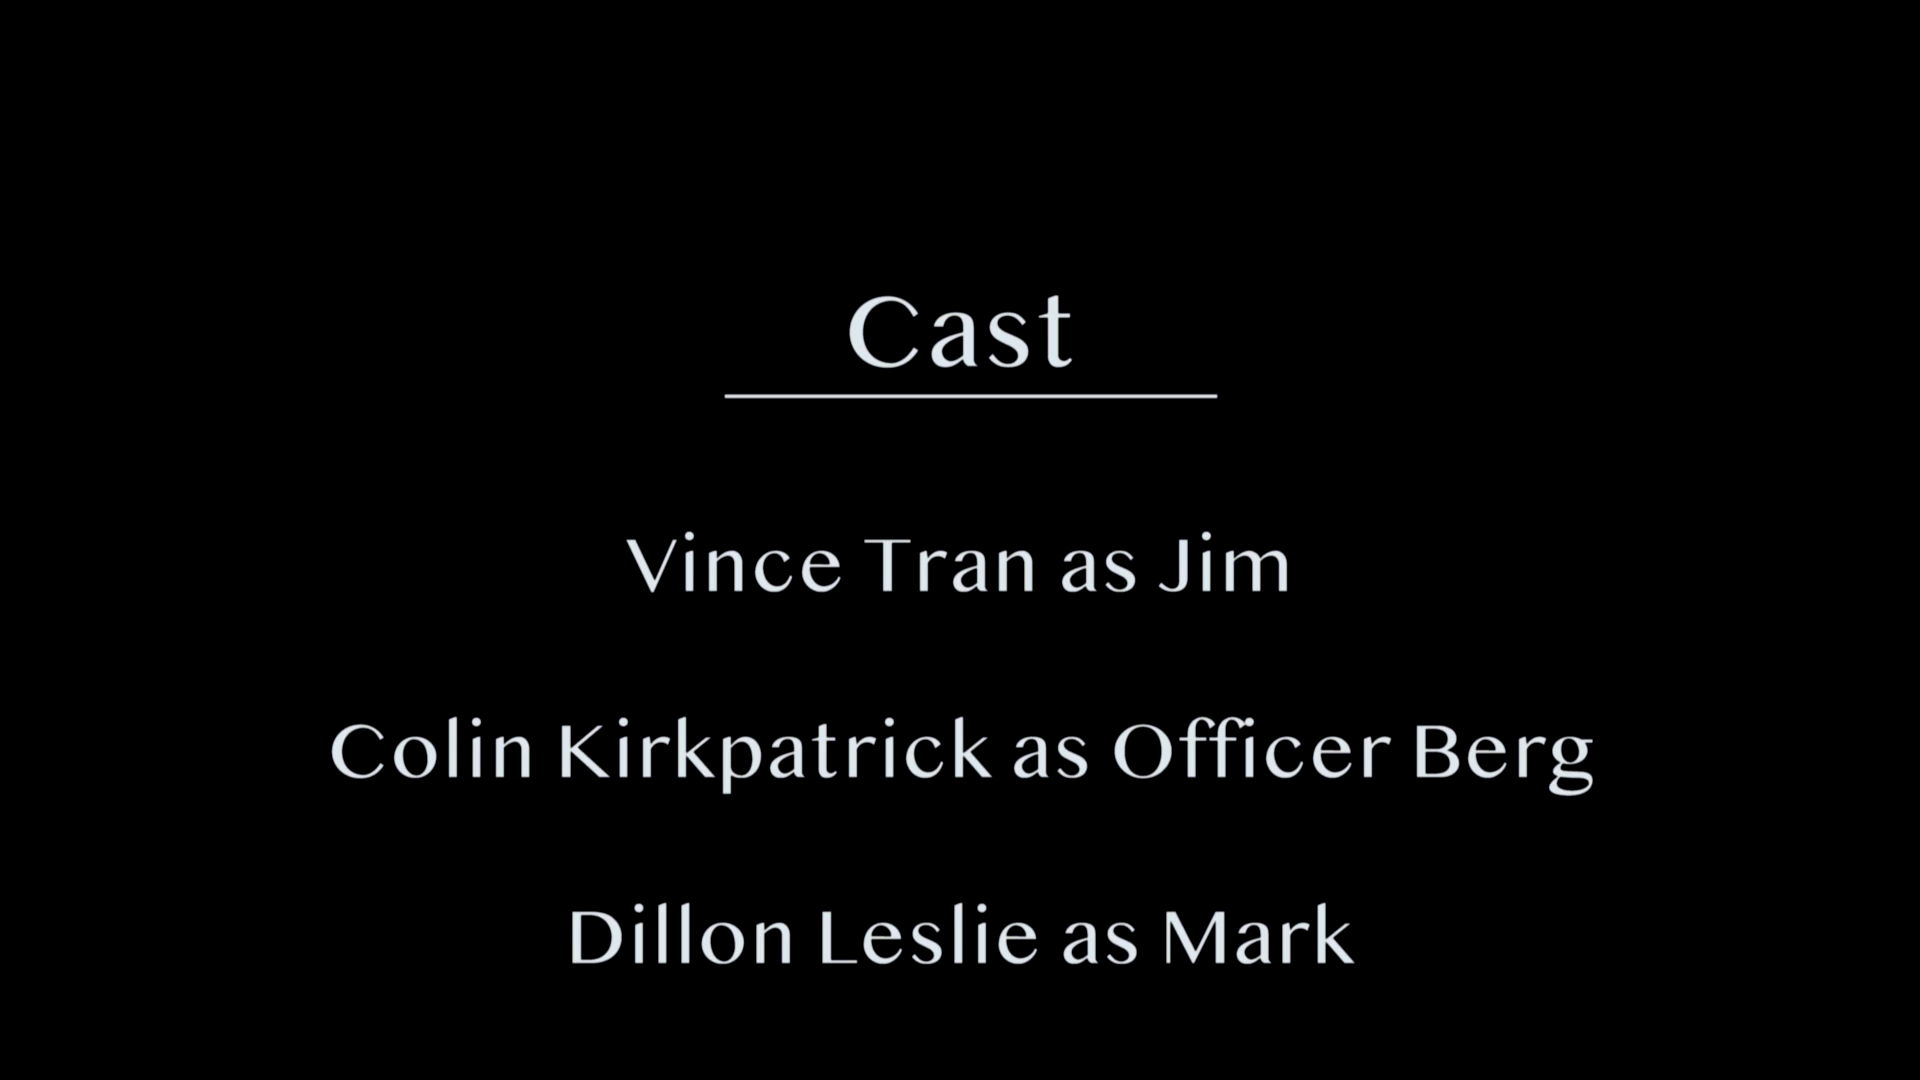 Cast
Vince Tran as Jim
Colin Kirkpatrick as Officer Berg
Dillon Leslie as Mark